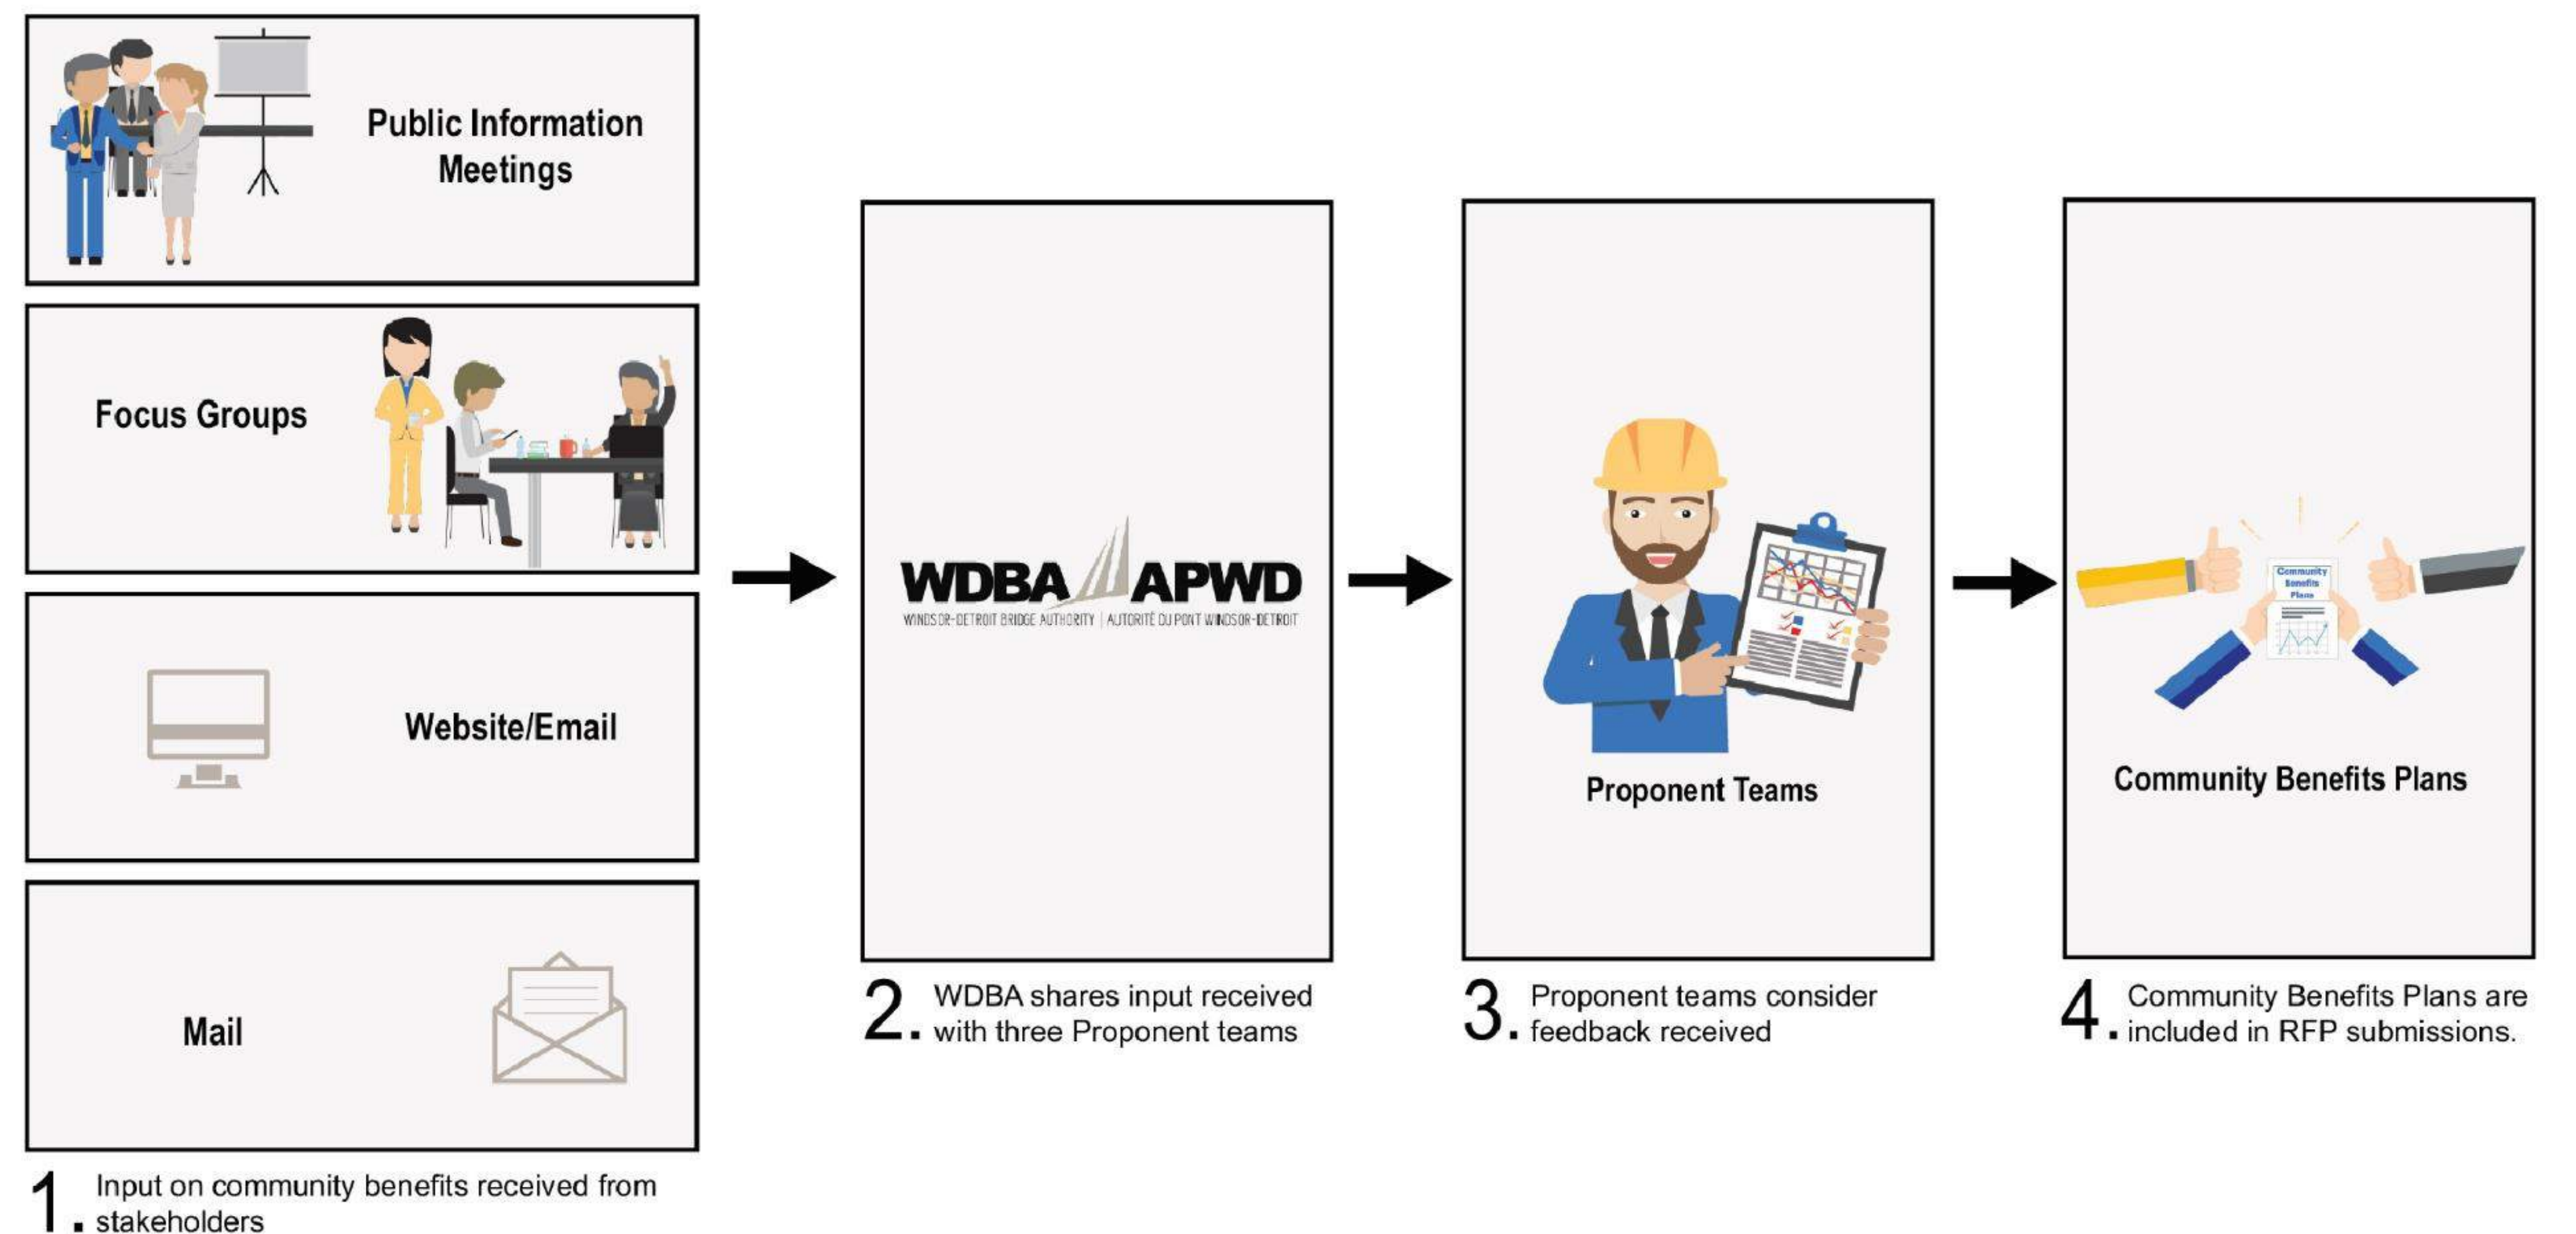 Public Information
Meetings
Focus Groups
Website/Email
Mail
1. Input on community benefits received from
stakeholders
WDBA APWD
WINDSOR-DETROIT BRIDGE AUTHORITY | AUTORITÉ DU PONT WINDSOR-DETROIT
2. WDBA shares input received
with three Proponent teams
Proponent Teams
3. Proponent teams consider
feedback received
Community
Benefits
Plans
Community Benefits Plans
4. Community Benefits Plans are
included in RFP submissions.